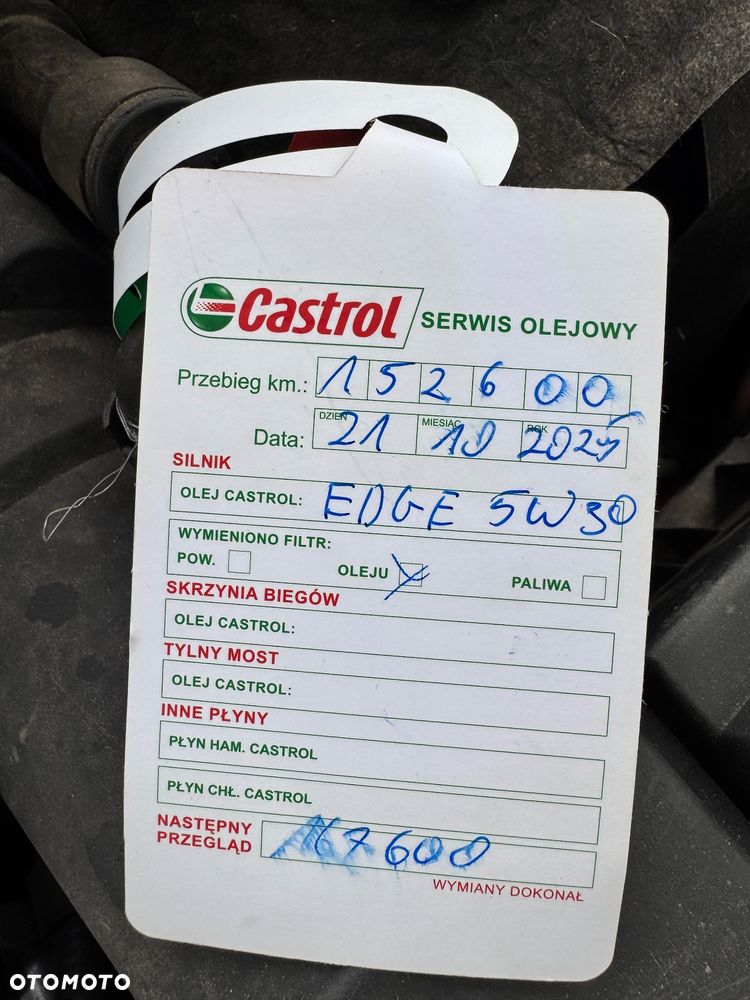 Castrol SERWIS OLEJOWY
Przebieg km.: 152600
DZIEŃ MIESIĄC ROK
Data: 21 10 2025
SILNIK
OLEJ CASTROL: EDGE 5W30
WYMIENIONO FILTR:
POW. OLEJU PALIWA
SKRZYNIA BIEGÓW
OLEJ CASTROL:
TYLNY MOST
OLEJ CASTROL:
INNE PŁYNY
PŁYN HAM. CASTROL
PŁYN CHŁ. CASTROL
NASTĘPNY
PRZEGLĄD 167600
WYMIANY DOKONAŁ
OTOMOTO